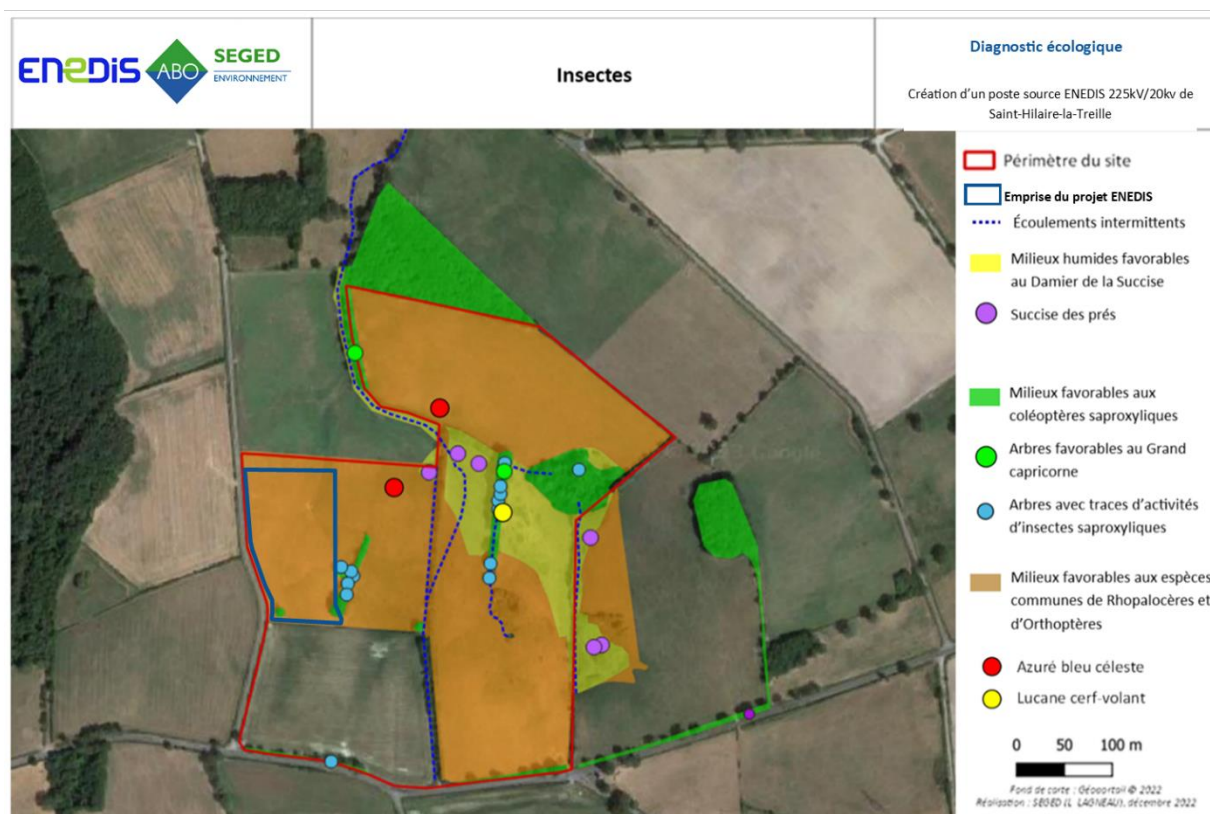 ENEDIS
ABO
SEGED
ENVIRONNEMENT
Insectes
Diagnostic écologique
Création d'un poste source ENEDIS 225kV/20kv de
Saint-Hilaire-la-Treille
Périmètre du site
Emprise du projet ENEDIS
Écoulements intermittents
Milieux humides favorables
au Damier de la Succise
Succise des prés
Milieux favorables aux
coléoptères saproxyliques
Arbres favorables au Grand
capricorne
Arbres avec traces d'activités
d'insectes saproxyliques
Milieux favorables aux espèces
communes de Rhopalocères et
d'Orthoptères
Azuré bleu céleste
Lucane cerf-volant
0 50 100 m
Fond de carte : Géoportail © 2022
Réalisation : SEGED (L. LAGNEAU), décembre 2022